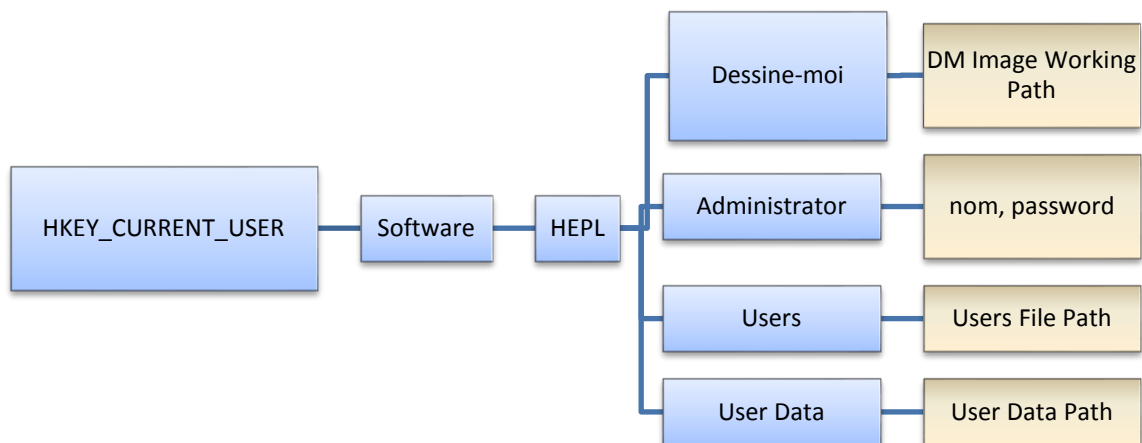 HKEY_CURRENT_USER
Software
HEPL
Dessine-moi
DM Image Working
Path
Administrator
nom, password
Users
Users File Path
User Data
User Data Path